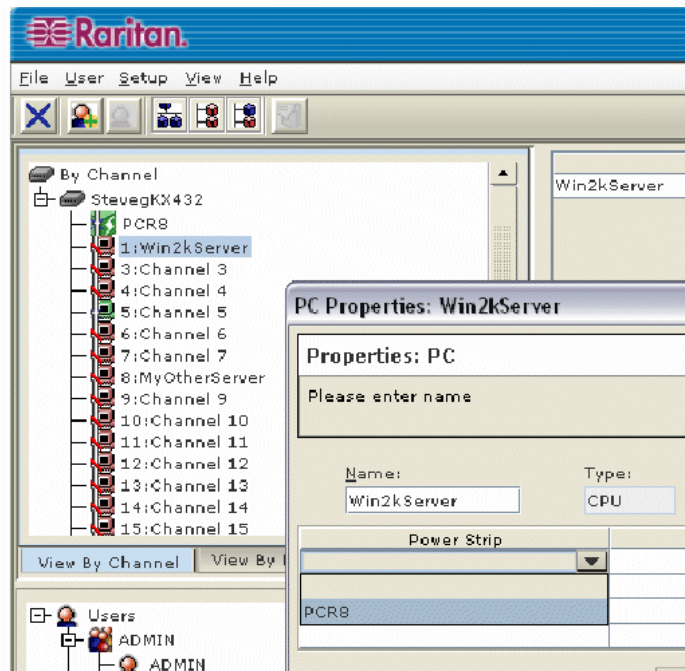 Raritan.
File User Setup View Help
By Channel
StevegKX432
PCR8
1:Win2kServer
3:Channel 3
4:Channel 4
5:Channel 5
6:Channel 6
7:Channel 7
8:MyOtherServer
9:Channel 9
10:Channel 10
11:Channel 11
12:Channel 12
13:Channel 13
14:Channel 14
15:Channel 15
View By Channel View By
Users
ADMIN
ADMIN
Win2kServer
PC Properties: Win2kServer
Properties: PC
Please enter name
Name: Type:
Win2kServer CPU
Power Strip
PCR8